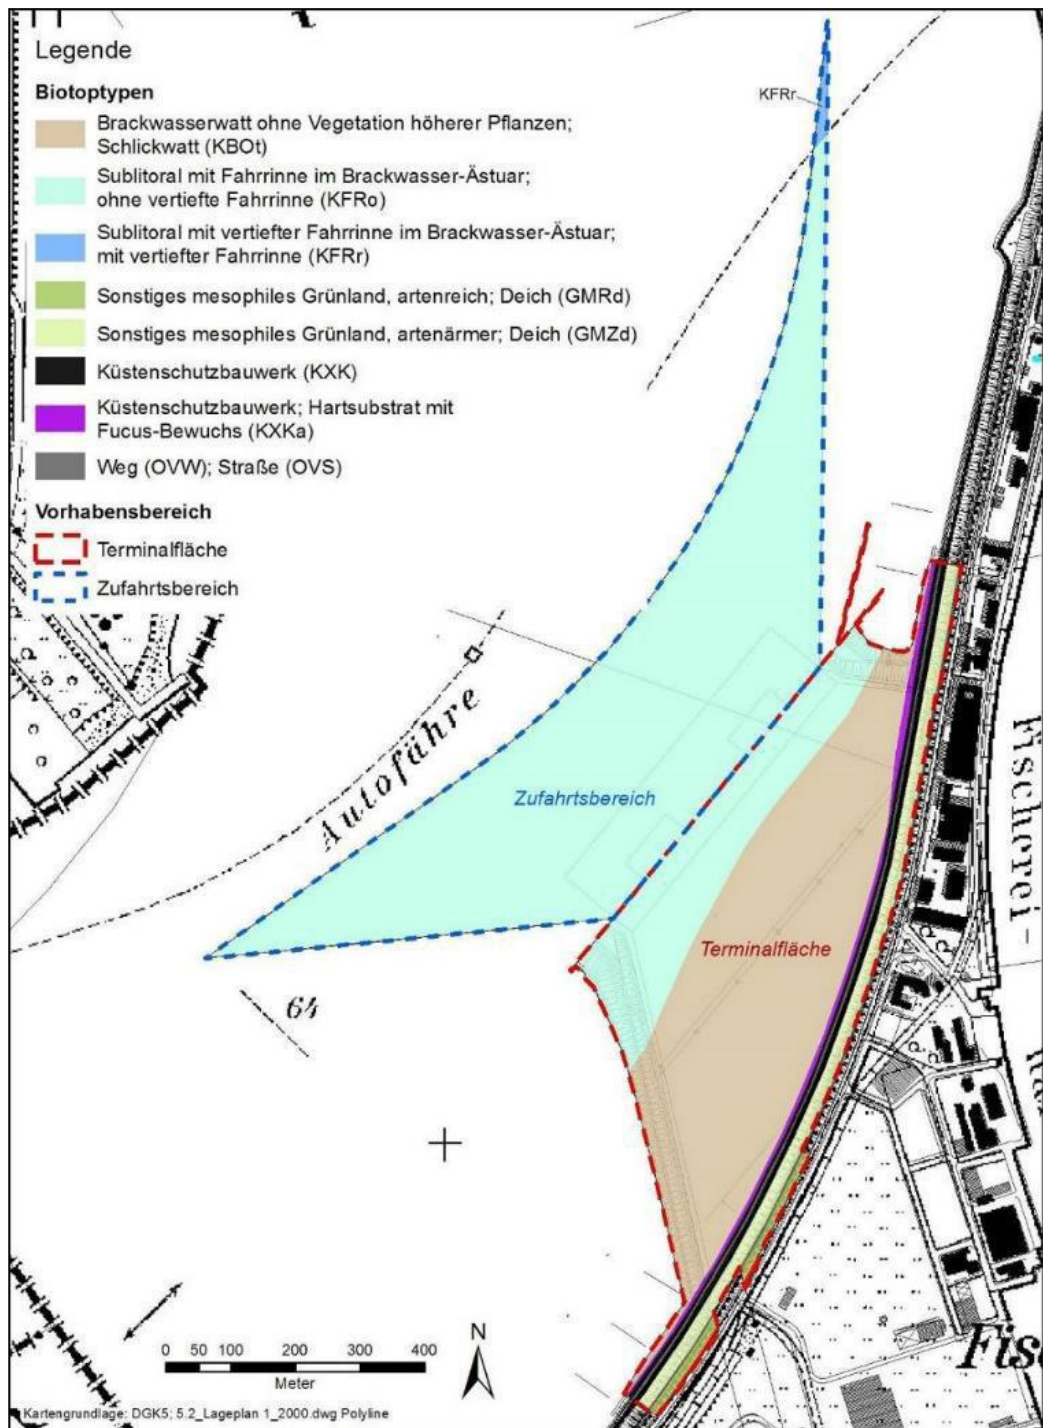 Legende
Biotoptypen
Brackwasserwatt ohne Vegetation höherer Pflanzen;
Schlickwatt (KBOt)
Sublitoral mit Fahrrinne im Brackwasser-Ästuar;
ohne vertiefte Fahrrinne (KFRo)
Sublitoral mit vertiefter Fahrrinne im Brackwasser-Ästuar;
mit vertiefter Fahrrinne (KFRr)
Sonstiges mesophiles Grünland, artenreich; Deich (GMRd)
Sonstiges mesophiles Grünland, artenärmer; Deich (GMZd)
Küstenschutzbauwerk (KXK)
Küstenschutzbauwerk; Hartsubstrat mit
Fucus-Bewuchs (KXKa)
Weg (OVW); Straße (OVS)
Vorhabensbereich
Terminalfläche
Zufahrtsbereich
KFRr
Autofähre
Zufahrtsbereich
Terminalfläche
Fischerei-
64
N
0 50 100 200 300 400
Meter
Kartengrundlage: DGK5; 5.2_Lageplan 1_2000.dwg Polyline